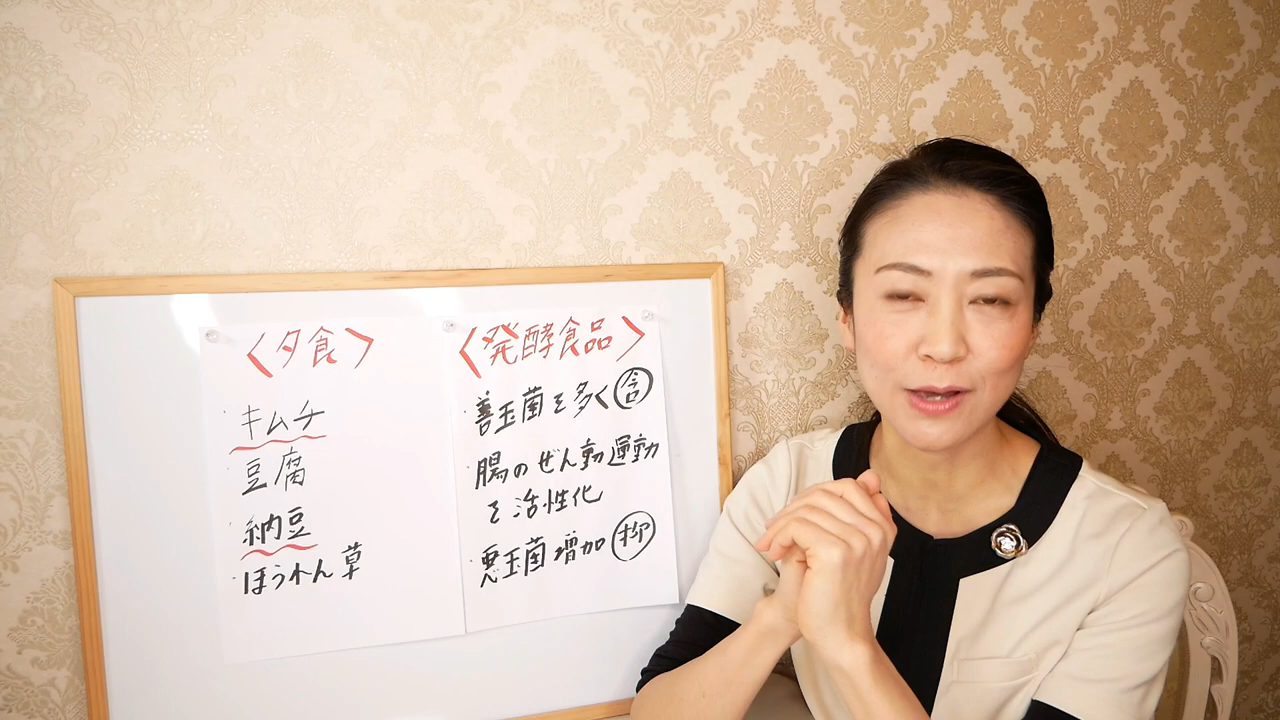 〈夕食〉
・キムチ
・豆腐
・納豆
・ほうれん草
〈発酵食品〉
・善玉菌を多く含
・腸のぜん動運動
を活性化
・悪玉菌増加抑